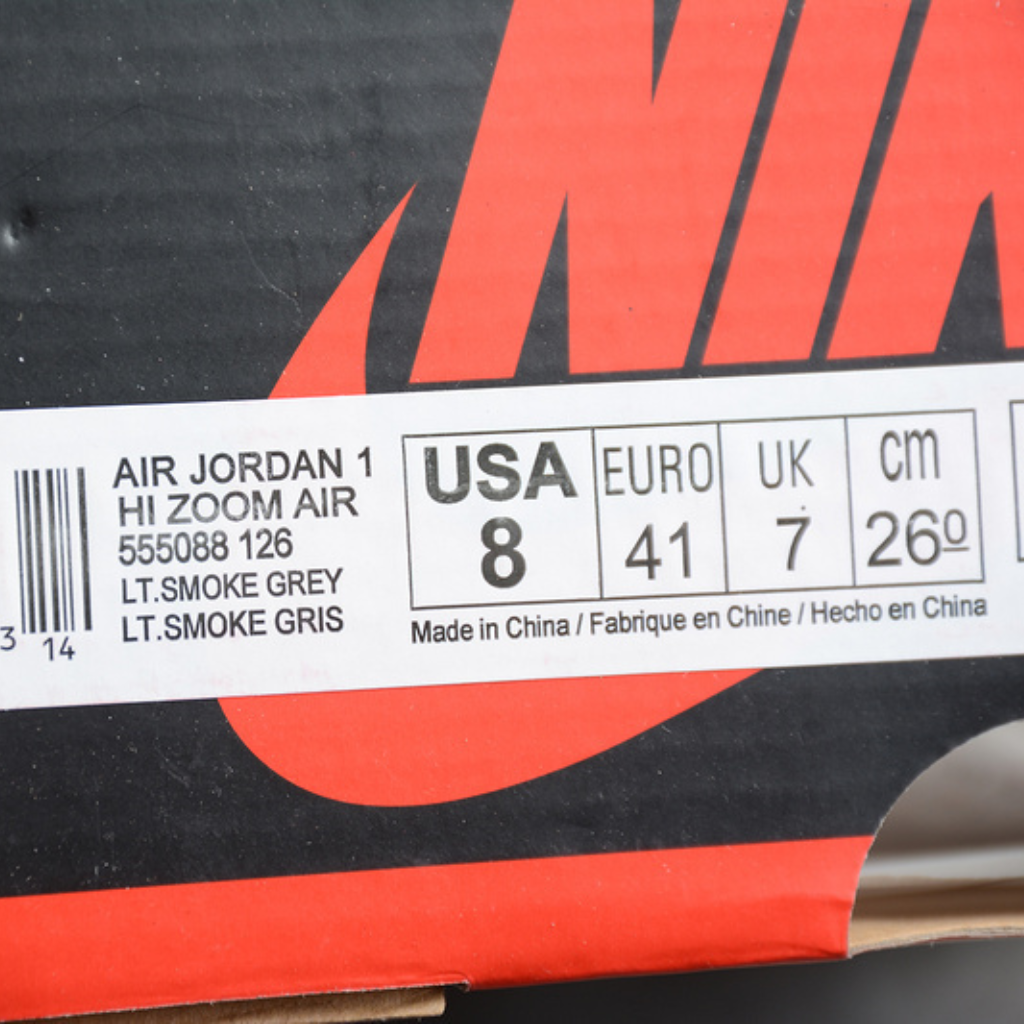 NIK
AIR JORDAN 1
HI ZOOM AIR
555088 126
LT.SMOKE GREY
LT.SMOKE GRIS
3 14
USA EURO UK cm
8 41 7 26º
Made in China / Fabrique en Chine / Hecho en China